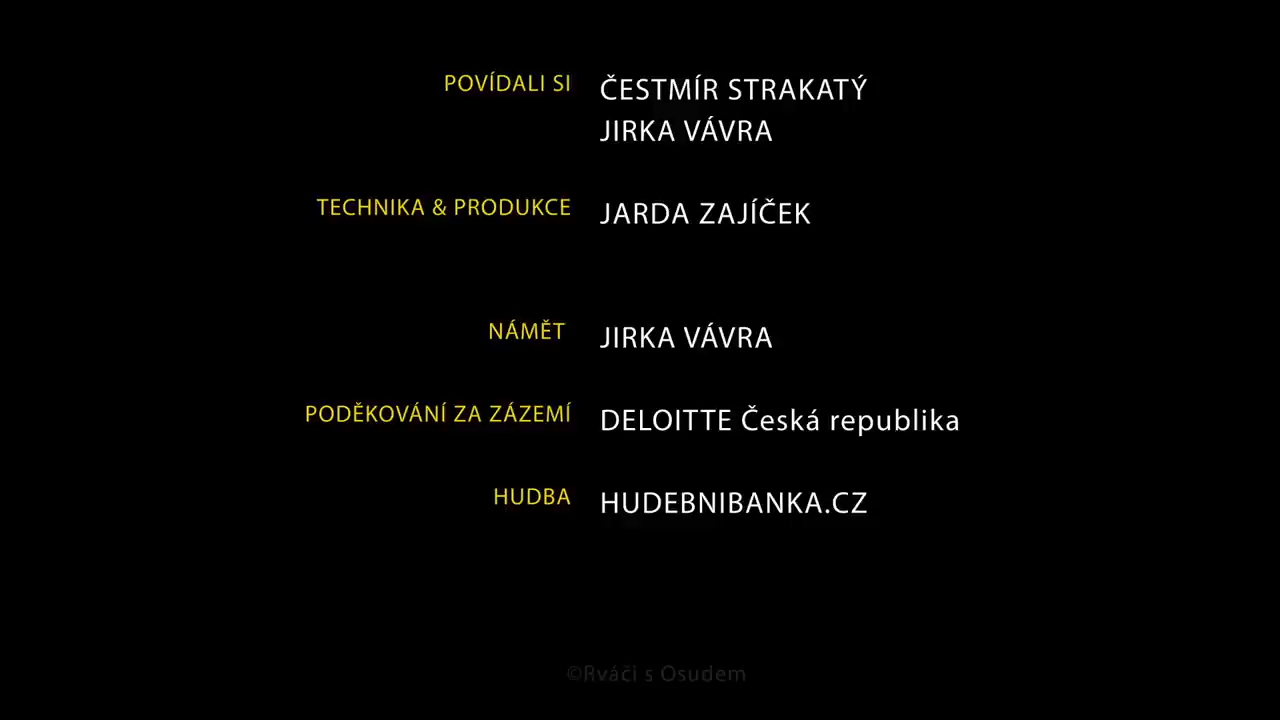 POVÍDALI SI ČESTMÍR STRAKATÝ
JIRKA VÁVRA
TECHNIKA & PRODUKCE JARDA ZAJÍČEK
NÁMĚT JIRKA VÁVRA
PODĚKOVÁNÍ ZA ZÁZEMÍ DELOITTE Česká republika
HUDBA HUDEBNIBANKA.CZ
©Rváči s Osudem